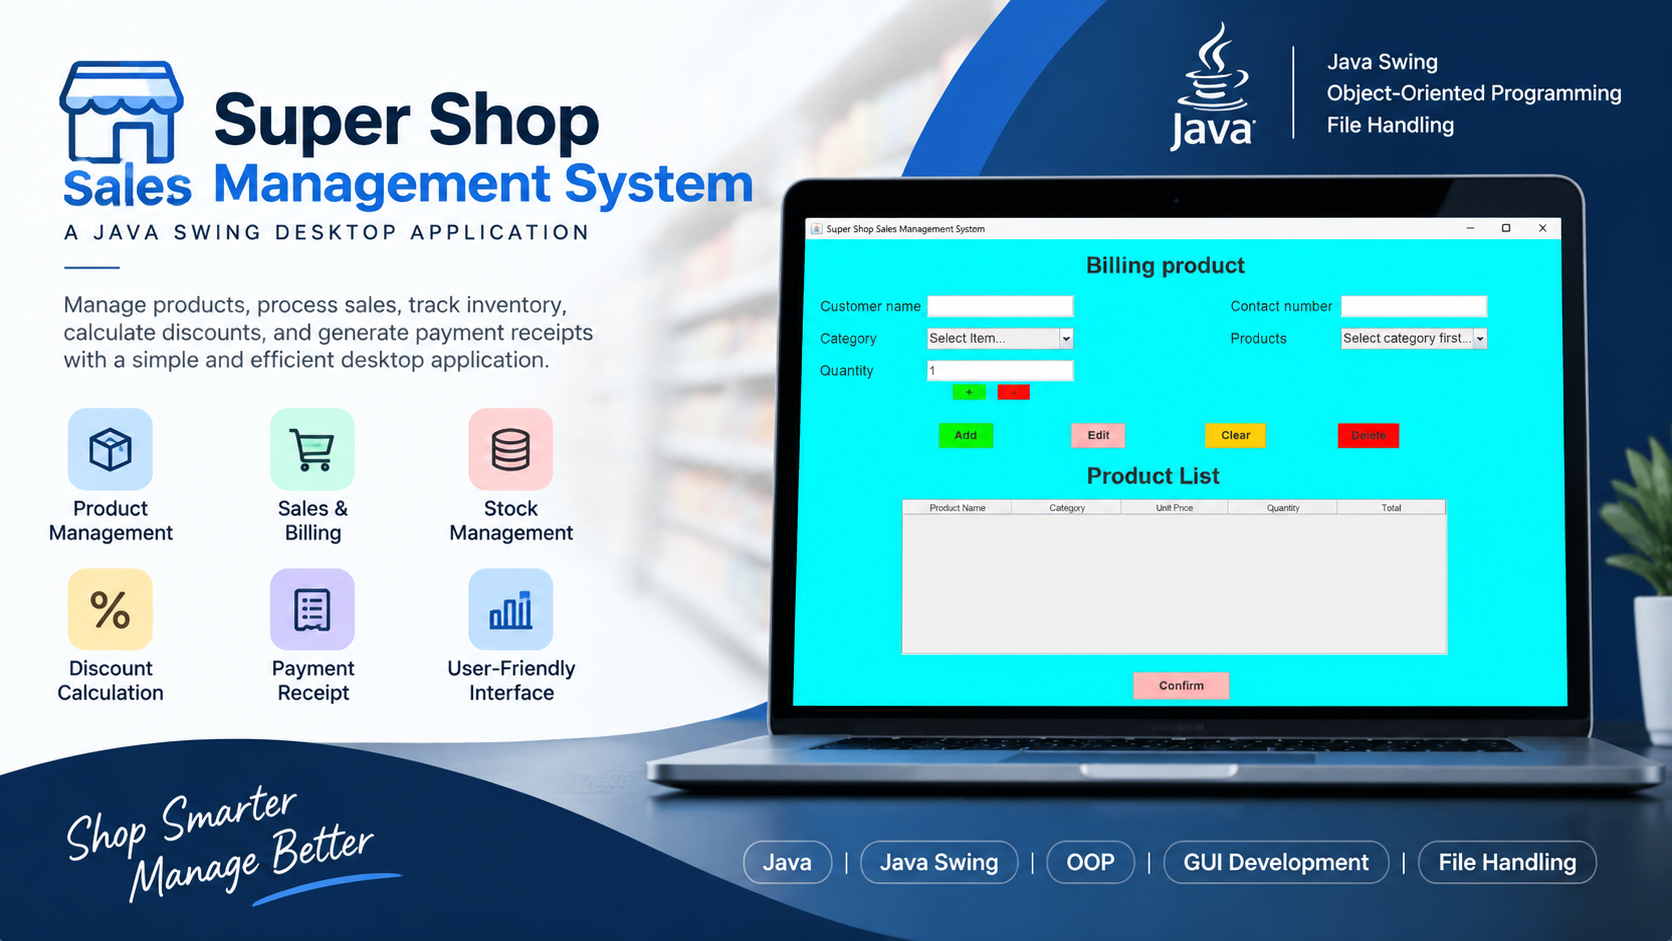 Super Shop
Sales Management System
A JAVA SWING DESKTOP APPLICATION
Manage products, process sales, track inventory,
calculate discounts, and generate payment receipts
with a simple and efficient desktop application.
Product
Management
Sales &
Billing
Stock
Management
%
Discount
Calculation
Payment
Receipt
User-Friendly
Interface
Shop Smarter
Manage Better
Java
Java Swing
Object-Oriented Programming
File Handling
Super Shop Sales Management System
Billing product
Customer name
Contact number
Category Select Item...
Products Select category first...
Quantity 1
+ -
Add Edit Clear Delete
Product List
Product Name Category Unit Price Quantity Total
Confirm
Java | Java Swing | OOP | GUI Development | File Handling